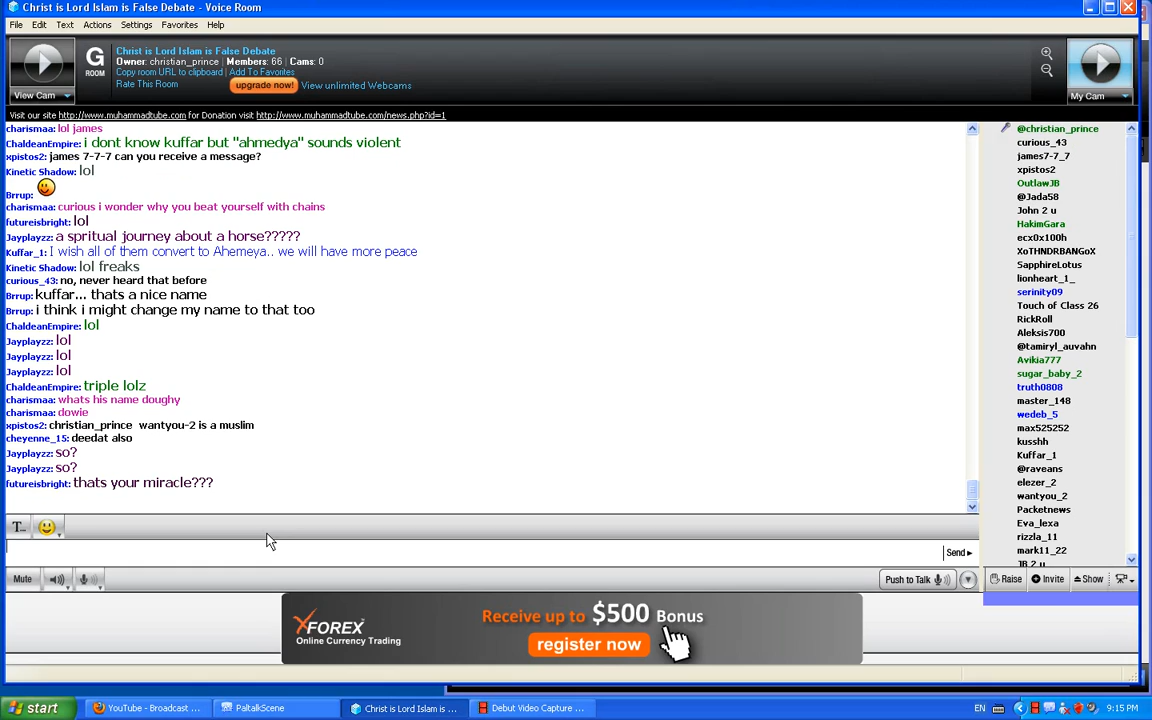 Christ is Lord Islam is False Debate - Voice Room
File Edit Text Actions Settings Favorites Help
View Cam
G
ROOM
Christ is Lord Islam is False Debate
Owner: christian_prince | Members: 66 | Cams: 0
Copy room URL to clipboard | Add To Favorites
Rate This Room upgrade now! View unlimited Webcams
My Cam
Visit our site http://www.muhammadtube.com for Donation visit http://www.muhammadtube.com/news.php?id=1
charismaa: lol james
ChaldeanEmpire: i dont know kuffar but "ahmedya" sounds violent
xpistos2: james 7-7-7 can you receive a message?
Kinetic Shadow: lol
Brrup:
charismaa: curious i wonder why you beat yourself with chains
futureisbright: lol
Jayplayzz: a spritual journey about a horse?????
Kuffar_1: I wish all of them convert to Ahemeya.. we will have more peace
Kinetic Shadow: lol freaks
curious_43: no, never heard that before
Brrup: kuffar... thats a nice name
Brrup: i think i might change my name to that too
ChaldeanEmpire: lol
Jayplayzz: lol
Jayplayzz: lol
Jayplayzz: lol
ChaldeanEmpire: triple lolz
charismaa: whats his name doughy
charismaa: dowie
xpistos2: christian_prince wantyou-2 is a muslim
cheyenne_15: deedat also
Jayplayzz: so?
Jayplayzz: so?
futureisbright: thats your miracle???
@christian_prince
curious_43
james7-7_7
xpistos2
OutlawJB
@Jada58
John 2 u
HakimGara
ecx0x100h
XoTHNDRBANGoX
SapphireLotus
lionheart_1_
serinity09
Touch of Class 26
RickRoll
Aleksis700
@tamiryl_auvahn
Avikia777
sugar_baby_2
truth0808
master_148
wedeb_5
max525252
kusshh
Kuffar_1
@raveans
elezer_2
wantyou_2
Packetnews
Eva_lexa
rizzla_11
mark11_22
JB 2 u
T...
Send
Mute
Push to Talk
Raise Invite Show
XFOREX
Online Currency Trading
Receive up to $500 Bonus
register now
start YouTube - Broadcast ... PaltalkScene Christ is Lord Islam is ... Debut Video Capture ... EN 9:15 PM